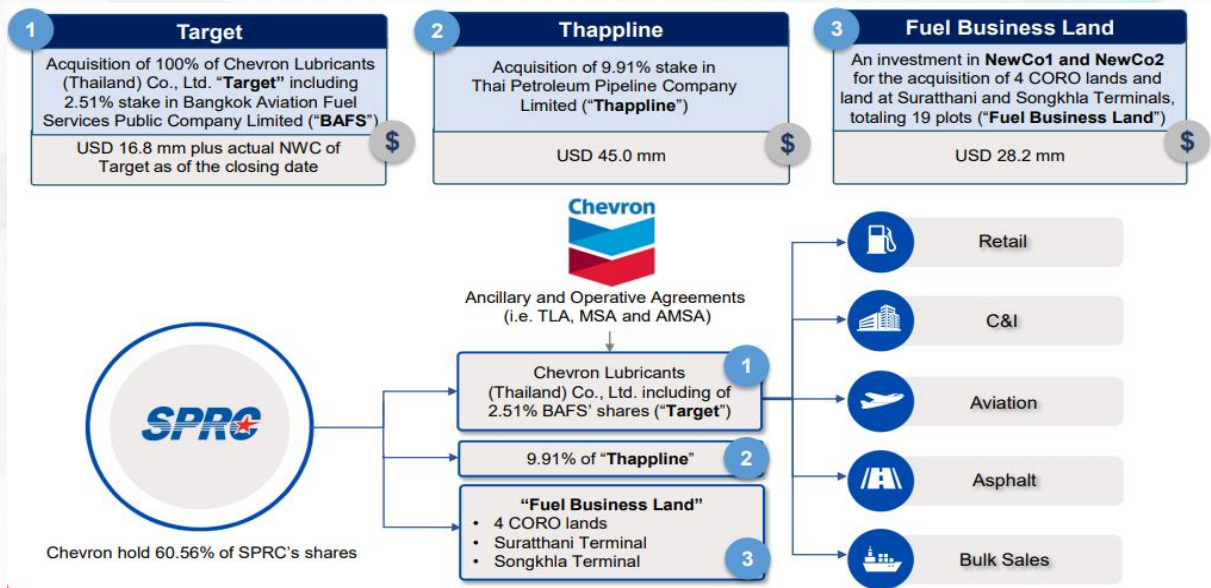 1
Target
Acquisition of 100% of Chevron Lubricants
(Thailand) Co., Ltd. “Target” including
2.51% stake in Bangkok Aviation Fuel
Services Public Company Limited (“BAFS”)
$
USD 16.8 mm plus actual NWC of
Target as of the closing date
2
Thappline
Acquisition of 9.91% stake in
Thai Petroleum Pipeline Company
Limited (“Thappline”)
$
USD 45.0 mm
3
Fuel Business Land
An investment in NewCo1 and NewCo2
for the acquisition of 4 CORO lands and
land at Suratthani and Songkhla Terminals,
totaling 19 plots (“Fuel Business Land”)
$
USD 28.2 mm
Chevron
Ancillary and Operative Agreements
(i.e. TLA, MSA and AMSA)
SPRC
Chevron hold 60.56% of SPRC’s shares
Chevron Lubricants
(Thailand) Co., Ltd. including of
2.51% BAFS’ shares (“Target”)
1
9.91% of “Thappline”
2
“Fuel Business Land”
• 4 CORO lands
• Suratthani Terminal
• Songkhla Terminal
3
Retail
C&I
Aviation
Asphalt
Bulk Sales